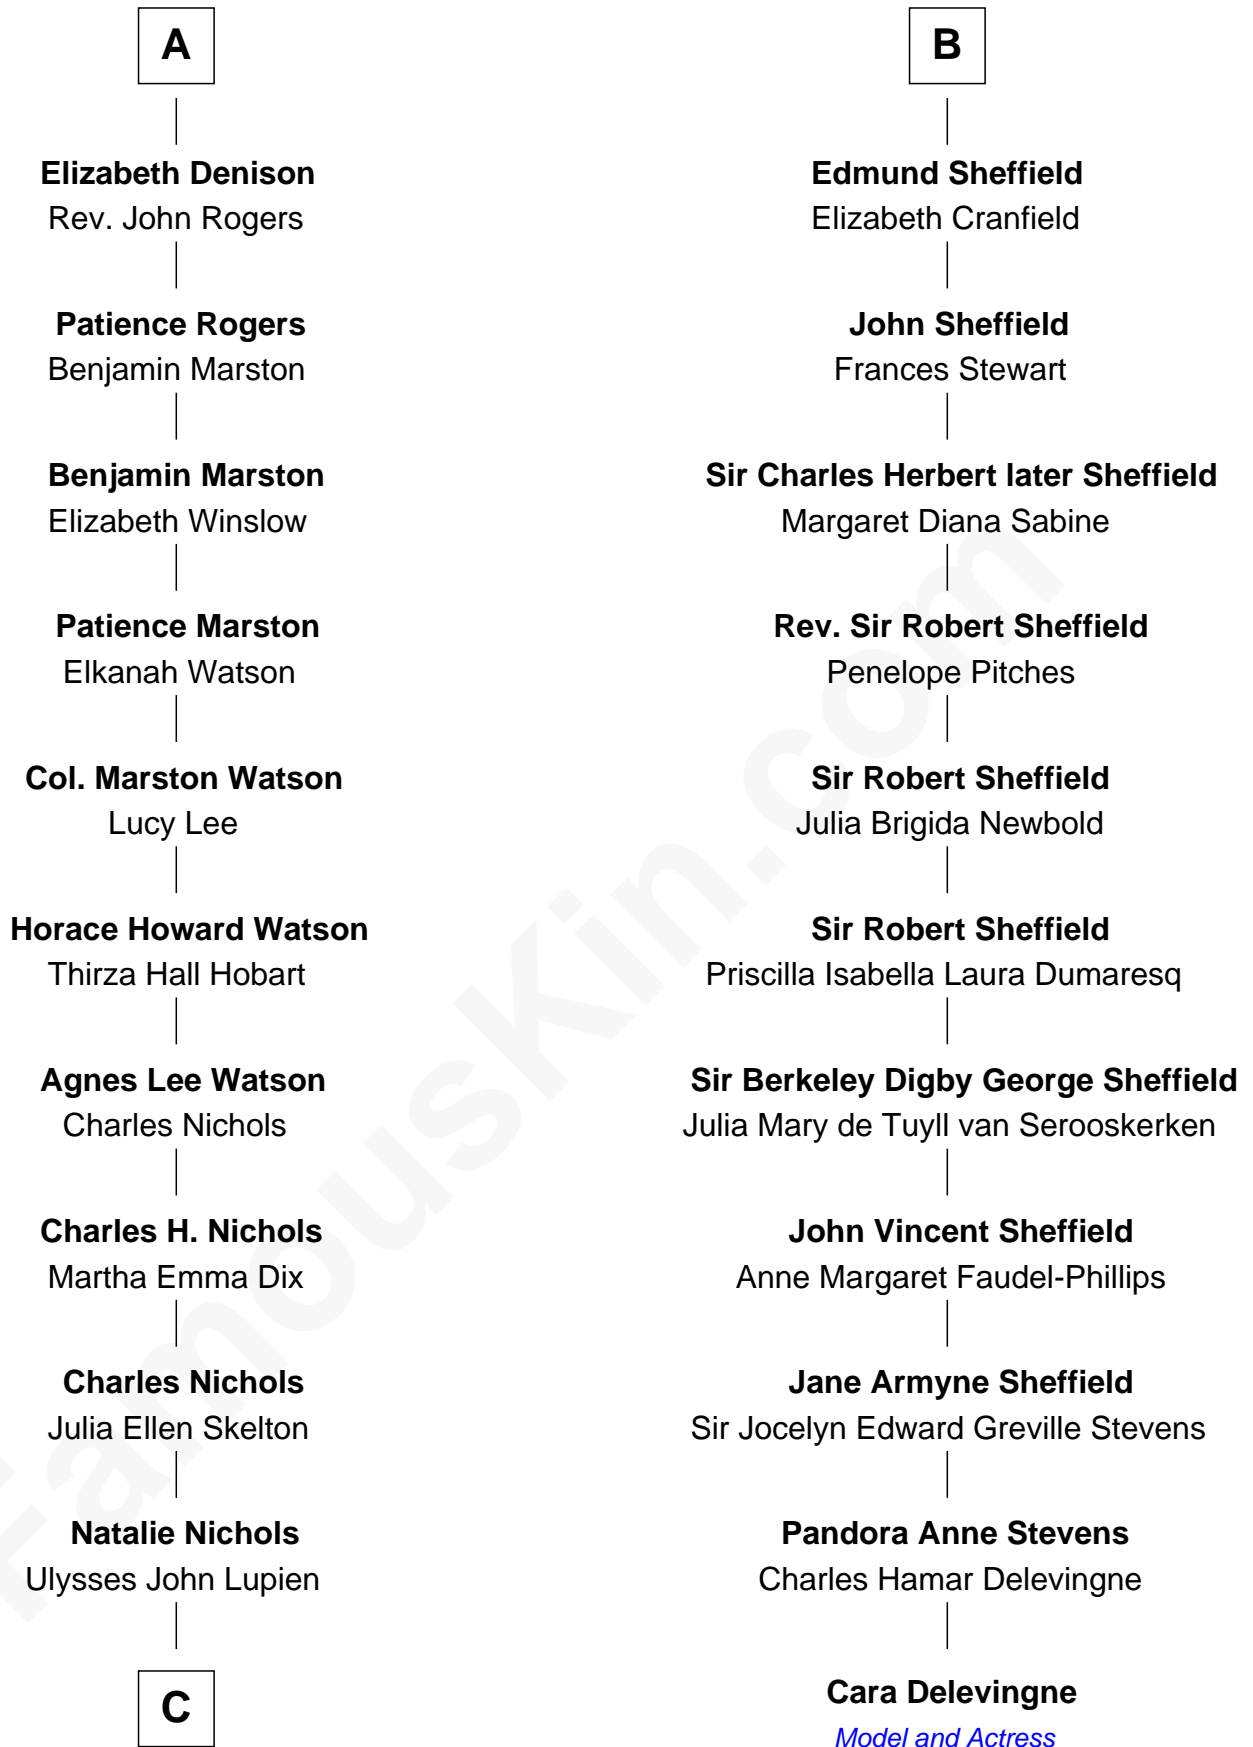 A
Elizabeth Denison
Rev. John Rogers
Patience Rogers
Benjamin Marston
Benjamin Marston
Elizabeth Winslow
Patience Marston
Elkanah Watson
Col. Marston Watson
Lucy Lee
Horace Howard Watson
Thirza Hall Hobart
Agnes Lee Watson
Charles Nichols
Charles H. Nichols
Martha Emma Dix
Charles Nichols
Julia Ellen Skelton
Natalie Nichols
Ulysses John Lupien
C
B
Edmund Sheffield
Elizabeth Cranfield
John Sheffield
Frances Stewart
Sir Charles Herbert later Sheffield
Margaret Diana Sabine
Rev. Sir Robert Sheffield
Penelope Pitches
Sir Robert Sheffield
Julia Brigida Newbold
Sir Robert Sheffield
Priscilla Isabella Laura Dumaresq
Sir Berkeley Digby George Sheffield
Julia Mary de Tuyll van Serooskerken
John Vincent Sheffield
Anne Margaret Faudel-Phillips
Jane Armyne Sheffield
Sir Jocelyn Edward Greville Stevens
Pandora Anne Stevens
Charles Hamar Delevingne
Cara Delevingne
Model and Actress
FamousKin.com